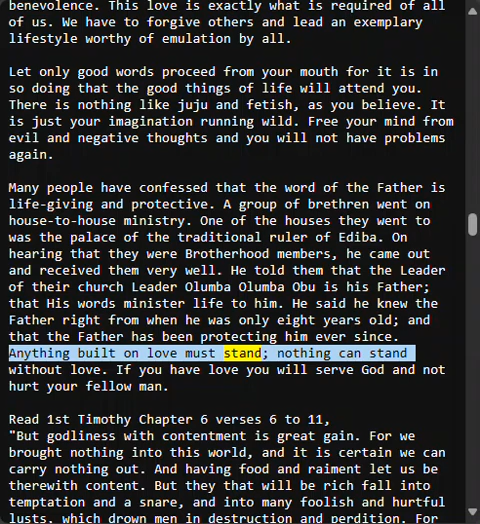 benevolence. This love is exactly what is required of all
of us. We have to forgive others and lead an exemplary
lifestyle worthy of emulation by all.

Let only good words proceed from your mouth for it is in
so doing that the good things of life will attend you.
There is nothing like juju and fetish, as you believe. It
is just your imagination running wild. Free your mind from
evil and negative thoughts and you will not have problems
again.

Many people have confessed that the word of the Father is
life-giving and protective. A group of brethren went on
house-to-house ministry. One of the houses they went to
was the palace of the traditional ruler of Ediba. On
hearing that they were Brotherhood members, he came out
and received them very well. He told them that the Leader
of their church Leader Olumba Olumba Obu is his Father;
that His words minister life to him. He said he knew the
Father right from when he was only eight years old; and
that the Father has been protecting him ever since.
Anything built on love must stand; nothing can stand
without love. If you have love you will serve God and not
hurt your fellow man.

Read 1st Timothy Chapter 6 verses 6 to 11,
"But godliness with contentment is great gain. For we
brought nothing into this world, and it is certain we can
carry nothing out. And having food and raiment let us be
therewith content. But they that will be rich fall into
temptation and a snare, and into many foolish and hurtful
lusts, which drown men in destruction and perdition. For